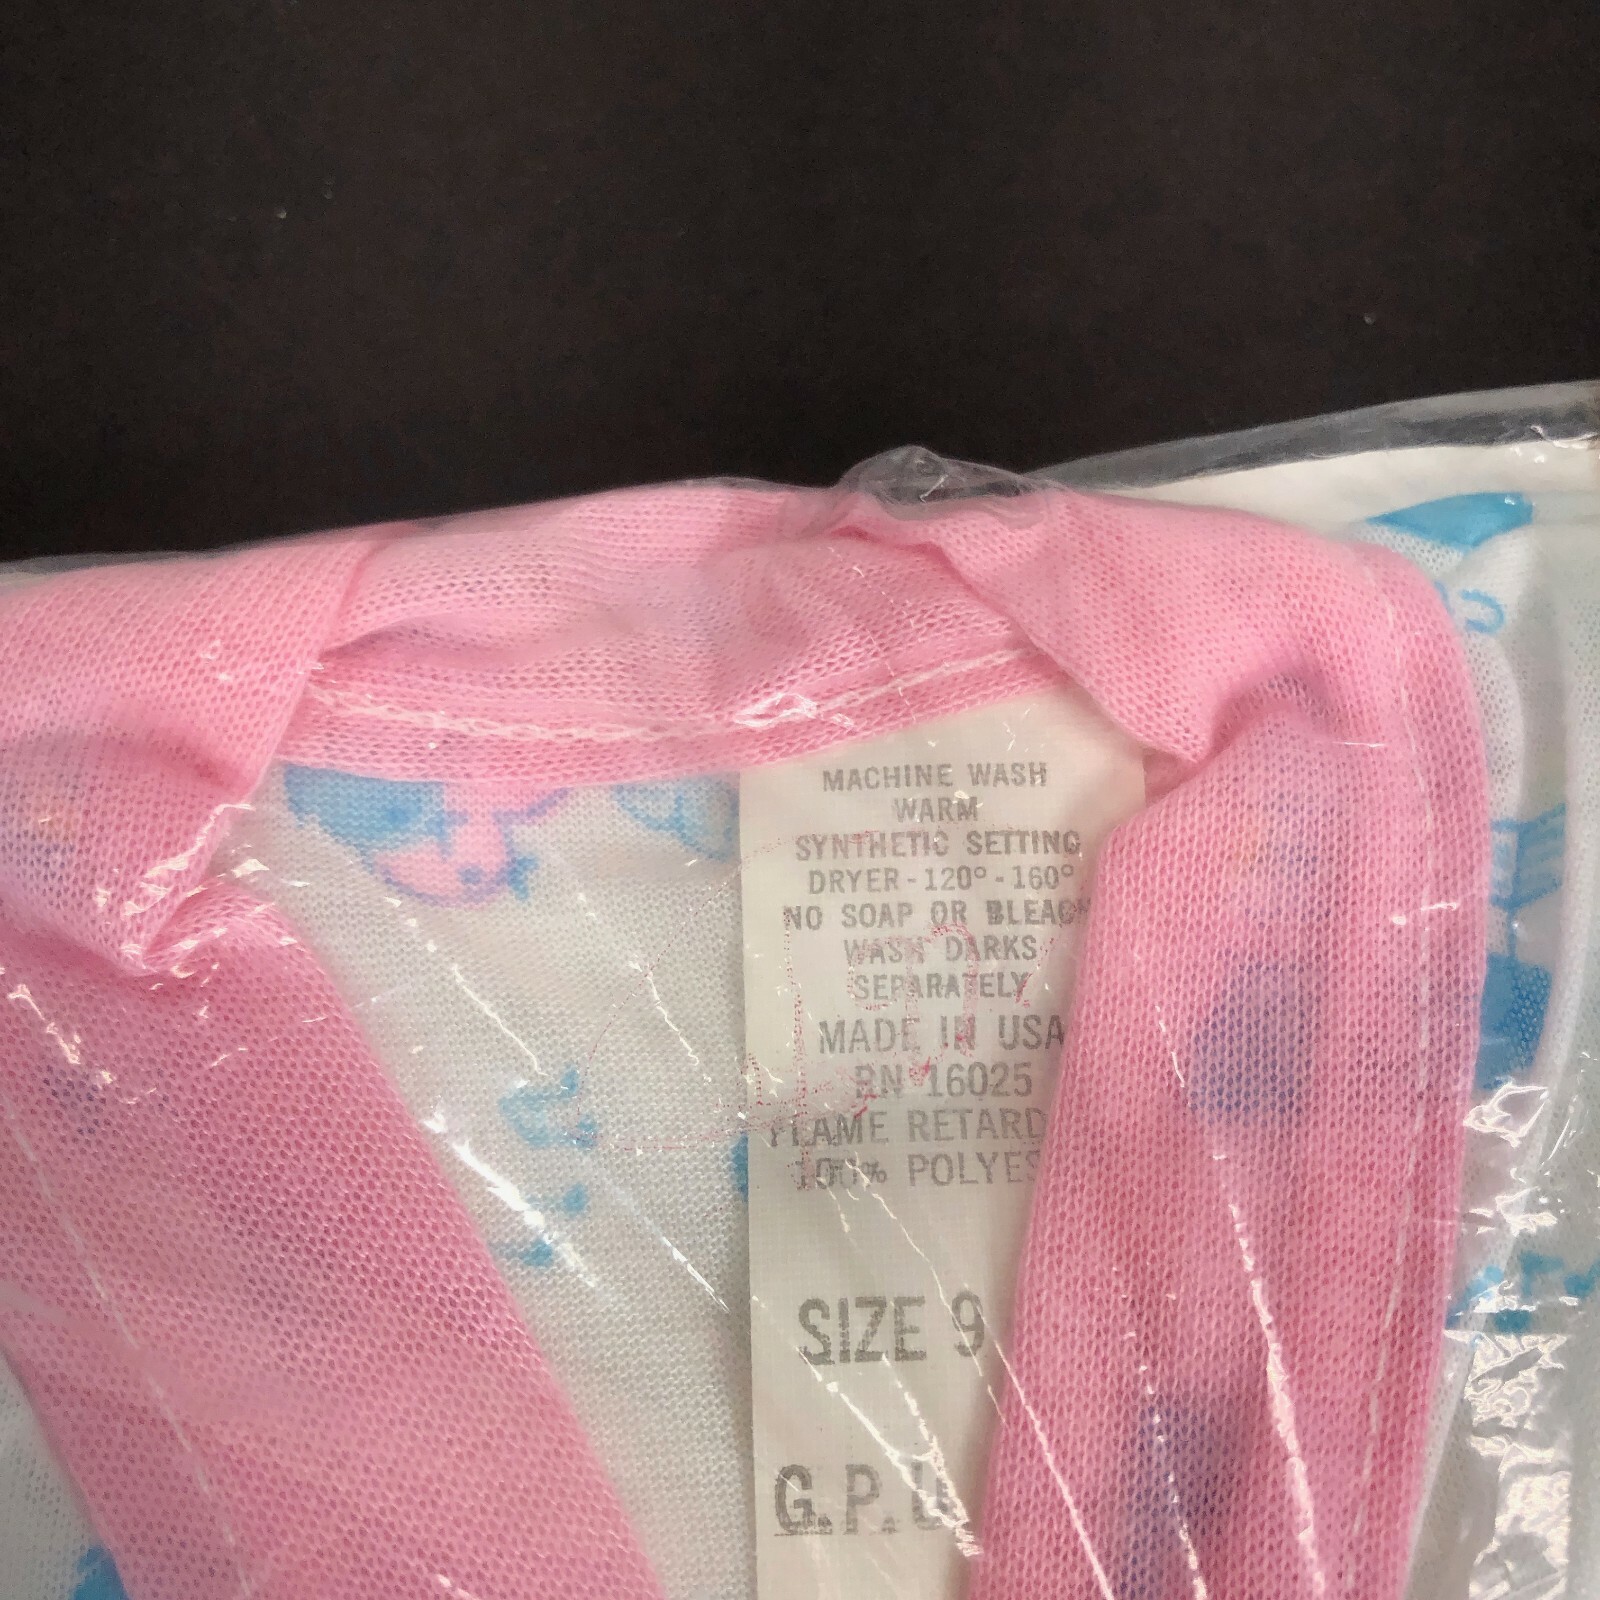 MACHINE WASH
WARM
SYNTHETIC SETTING
DRYER-120°-160°
NO SOAP OR BLEACH
WASH DARKS
SEPARATELY
MADE IN USA
RN 16025
FLAME RETARD
100% POLYES
SIZE 9
G.P.U